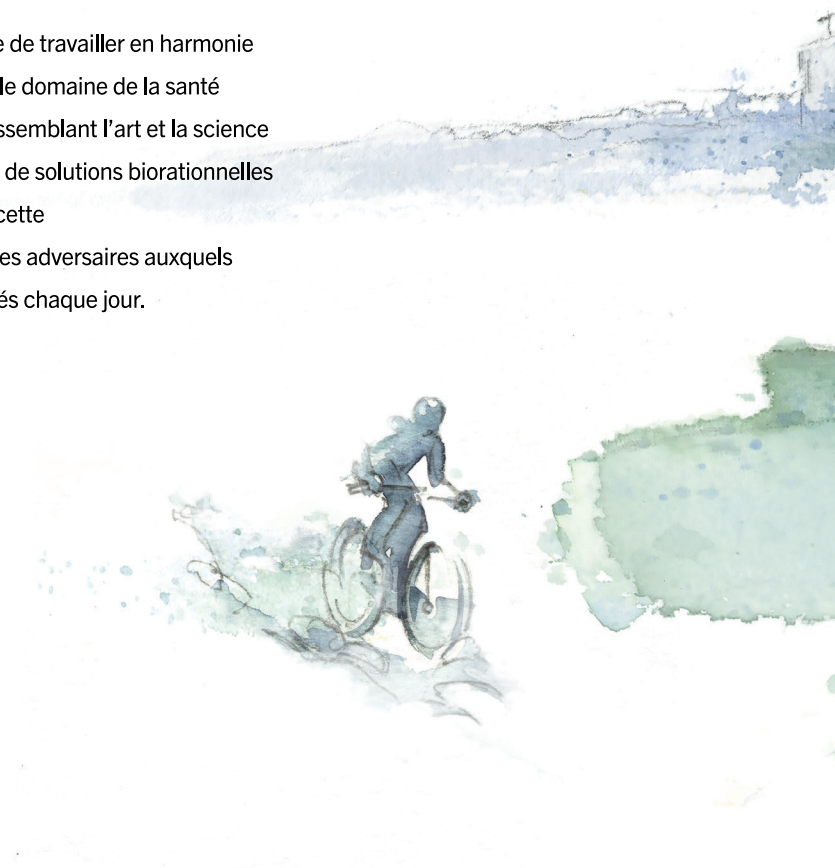 e de travailler en harmonie
le domaine de la santé
ssemblant l’art et la science
de solutions biorationnelles
cette
es adversaires auxquels
és chaque jour.